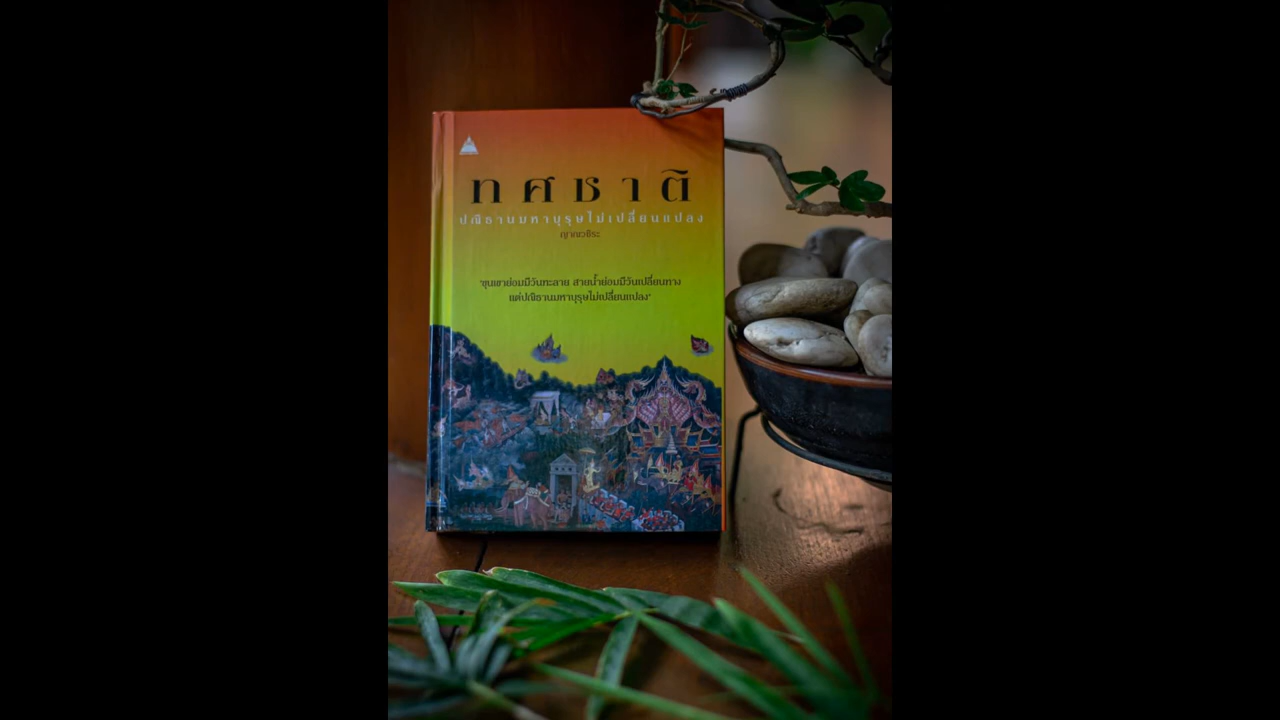 ทศชาติ
ปณิธานมหาบุรุษไม่เปลี่ยนแปลง
ญาณวชิระ
"ขุนเขาย่อมมีวันทะลาย สายน้ำย่อมมีวันเปลี่ยนทาง
แต่ปณิธานมหาบุรุษไม่เปลี่ยนแปลง"